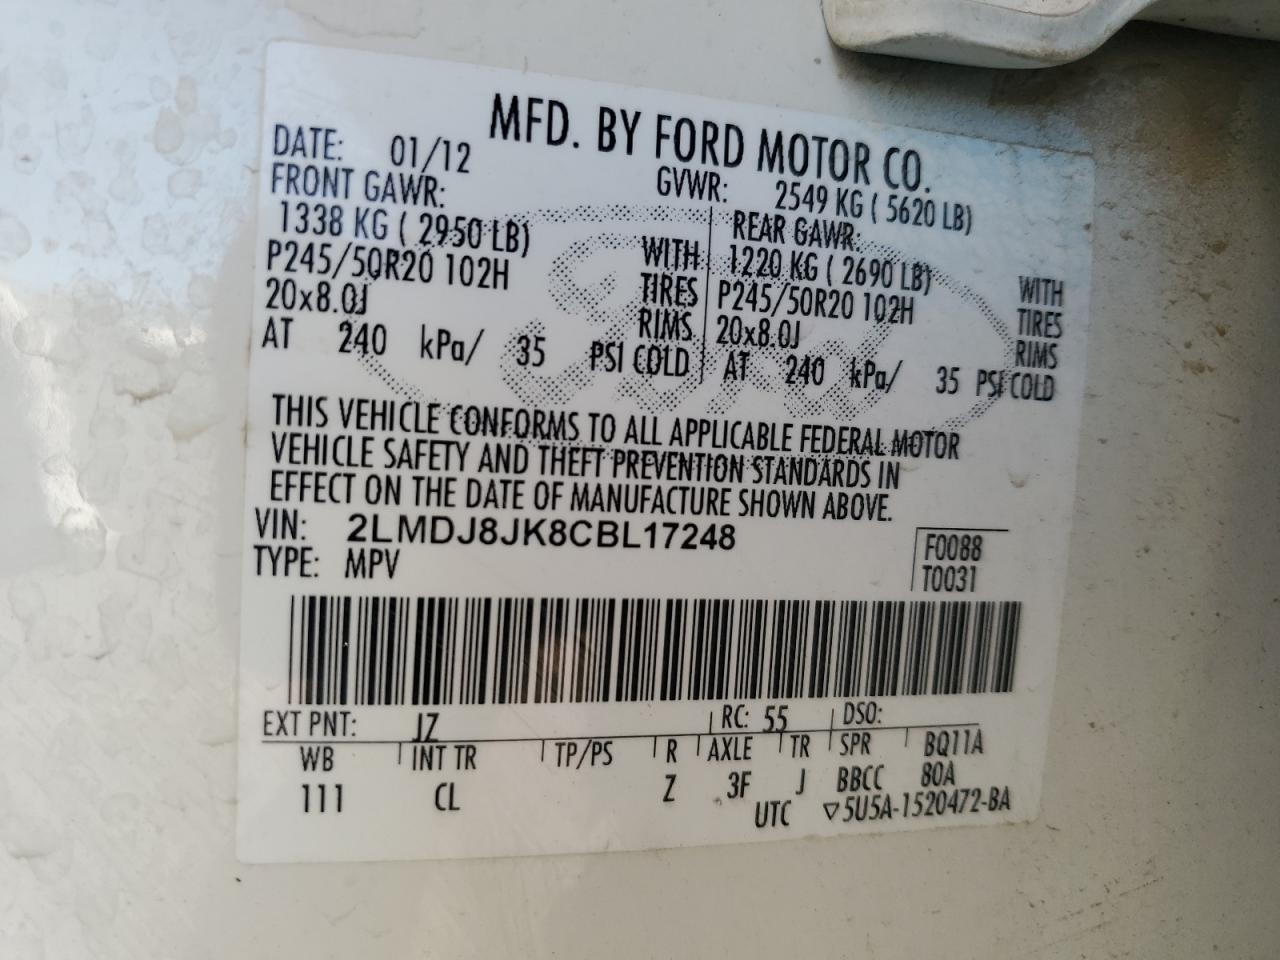 MFD. BY FORD MOTOR CO.
DATE: 01/12 GVWR: 2549 KG ( 5620 LB)
FRONT GAWR: REAR GAWR:
1338 KG ( 2950 LB) WITH 1220 KG ( 2690 LB) WITH
P245/50R20 102H TIRES P245/50R20 102H TIRES
20x8.0J RIMS 20x8.0J RIMS
AT 240 kPa/ 35 PSI COLD AT 240 kPa/ 35 PSI COLD
Ford
THIS VEHICLE CONFORMS TO ALL APPLICABLE FEDERAL MOTOR
VEHICLE SAFETY AND THEFT PREVENTION STANDARDS IN
EFFECT ON THE DATE OF MANUFACTURE SHOWN ABOVE.
VIN: 2LMDJ8JK8CBL17248 F0088
TYPE: MPV T0031
EXT PNT: JZ RC: 55 DSO:
WB INT TR TP/PS R AXLE TR SPR BQ11A
111 CL Z 3F J BBCC 80A
UTC ▽5U5A-1520472-BA